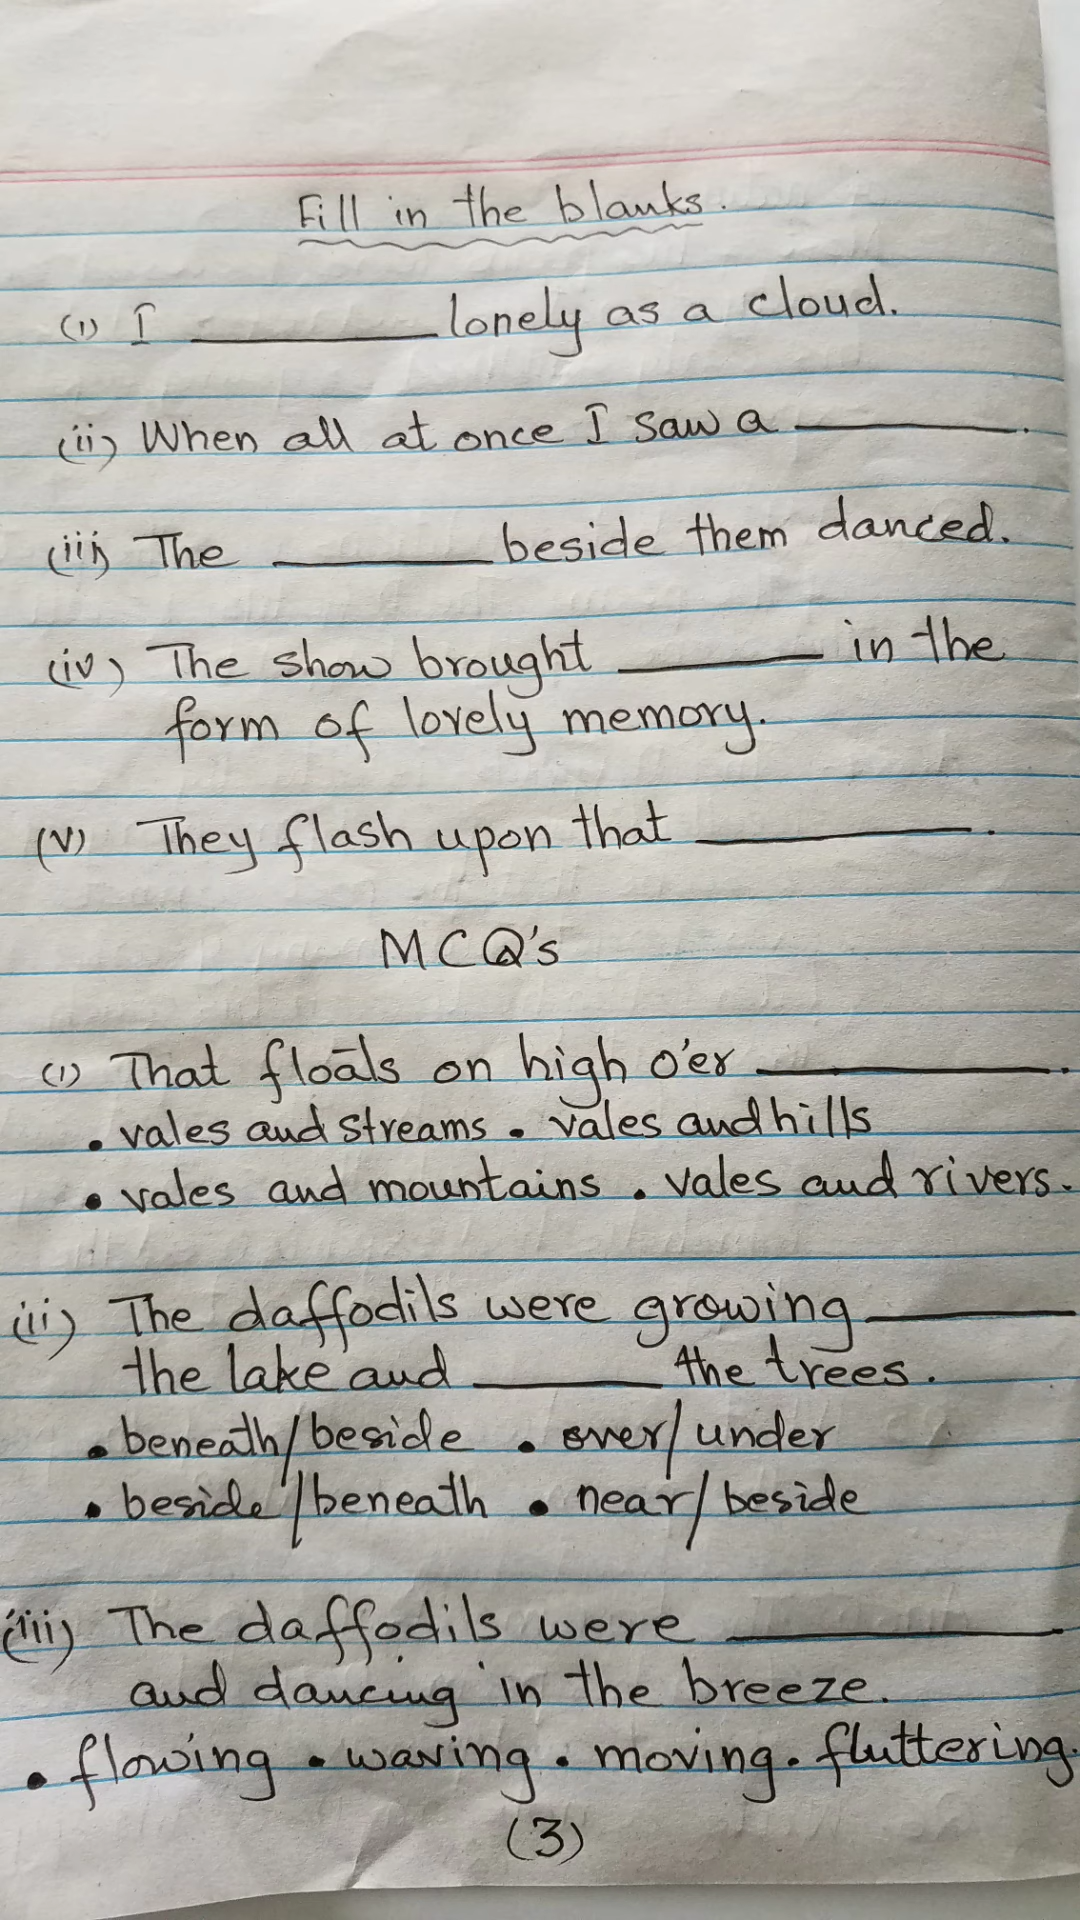 Fill in the blanks.
(i) I ________ lonely as a cloud.
(ii) When all at once I saw a ________.
(iii) The ________ beside them danced.
(iv) The show brought ________ in the
form of lovely memory.
(v) They flash upon that ________.
MCQ's
(i) That floats on high o'er ________.
• vales and streams • vales and hills
• vales and mountains • vales and rivers.
(ii) The daffodils were growing ________
the lake and ________ the trees.
• beneath/beside • over/under
• beside/beneath • near/beside
(iii) The daffodils were ________
and dancing in the breeze.
• flowing • waving • moving • fluttering.
(3)